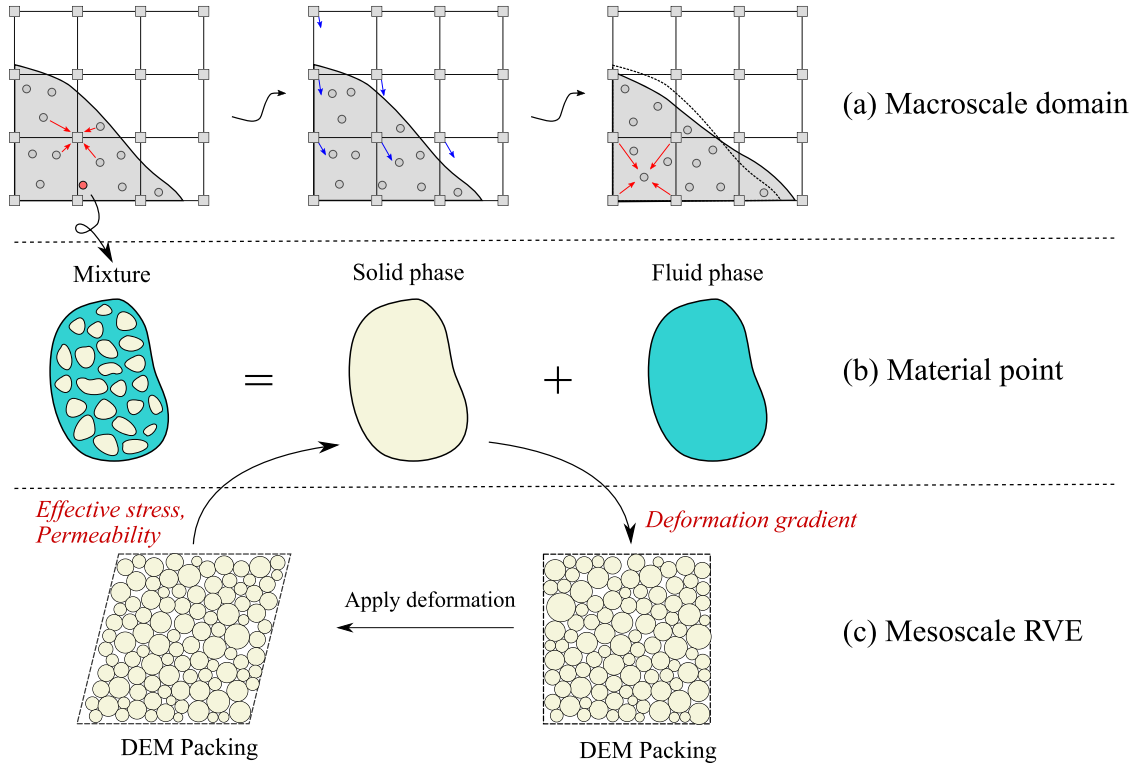 (a) Macroscale domain
Mixture
Solid phase
Fluid phase
=
+
(b) Material point
Effective stress,
Permeability
Deformation gradient
Apply deformation
(c) Mesoscale RVE
DEM Packing
DEM Packing